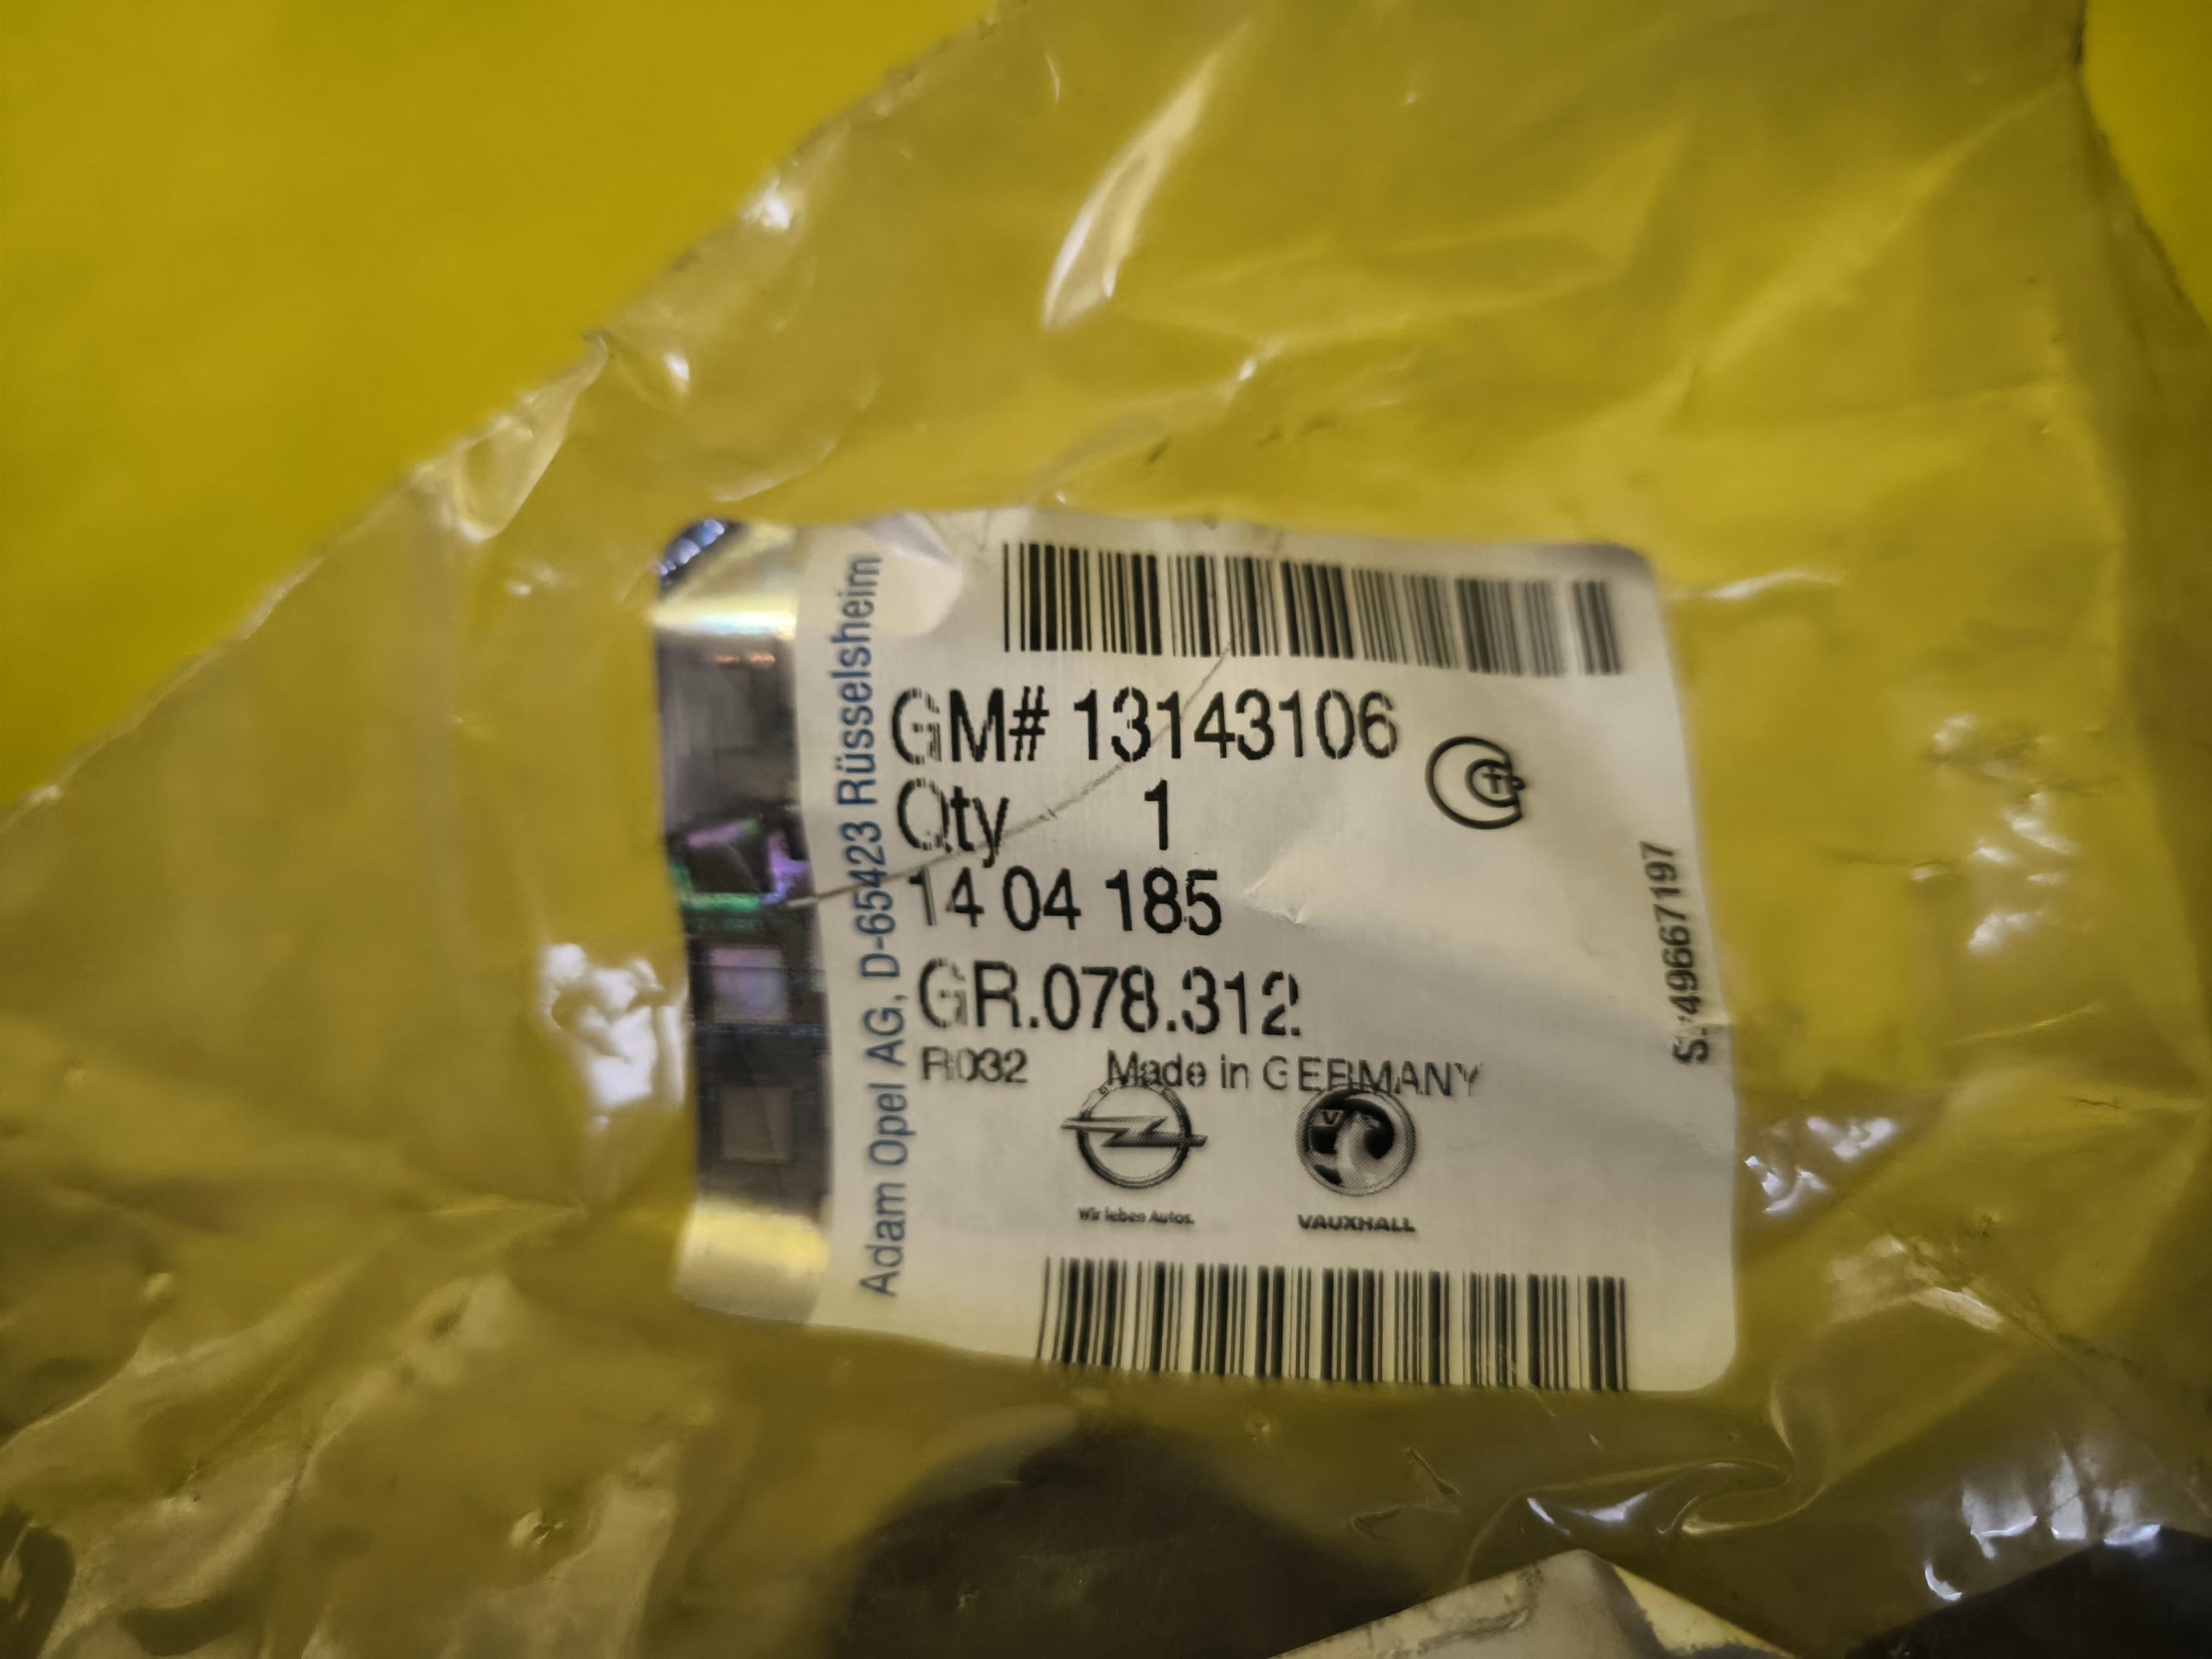 Adam Opel AG, D-65423 Rüsselsheim
GM# 13143106
Qty 1
14 04 185
GR.078.312
R032 Made in GERMANY
Wir leben Autos.
VAUXHALL
49667197